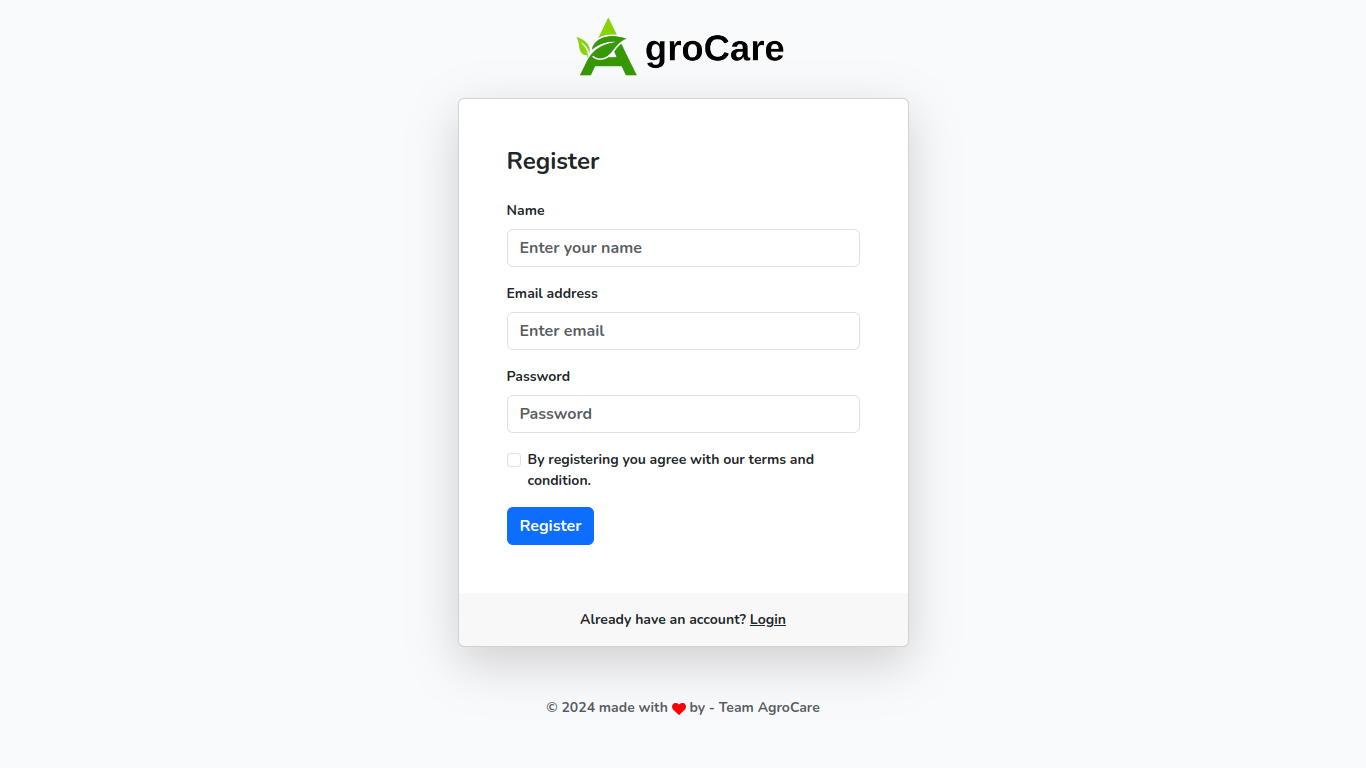 groCare
Register
Name
Enter your name
Email address
Enter email
Password
Password
By registering you agree with our terms and
condition.
Register
Already have an account? Login
© 2024 made with ❤ by - Team AgroCare